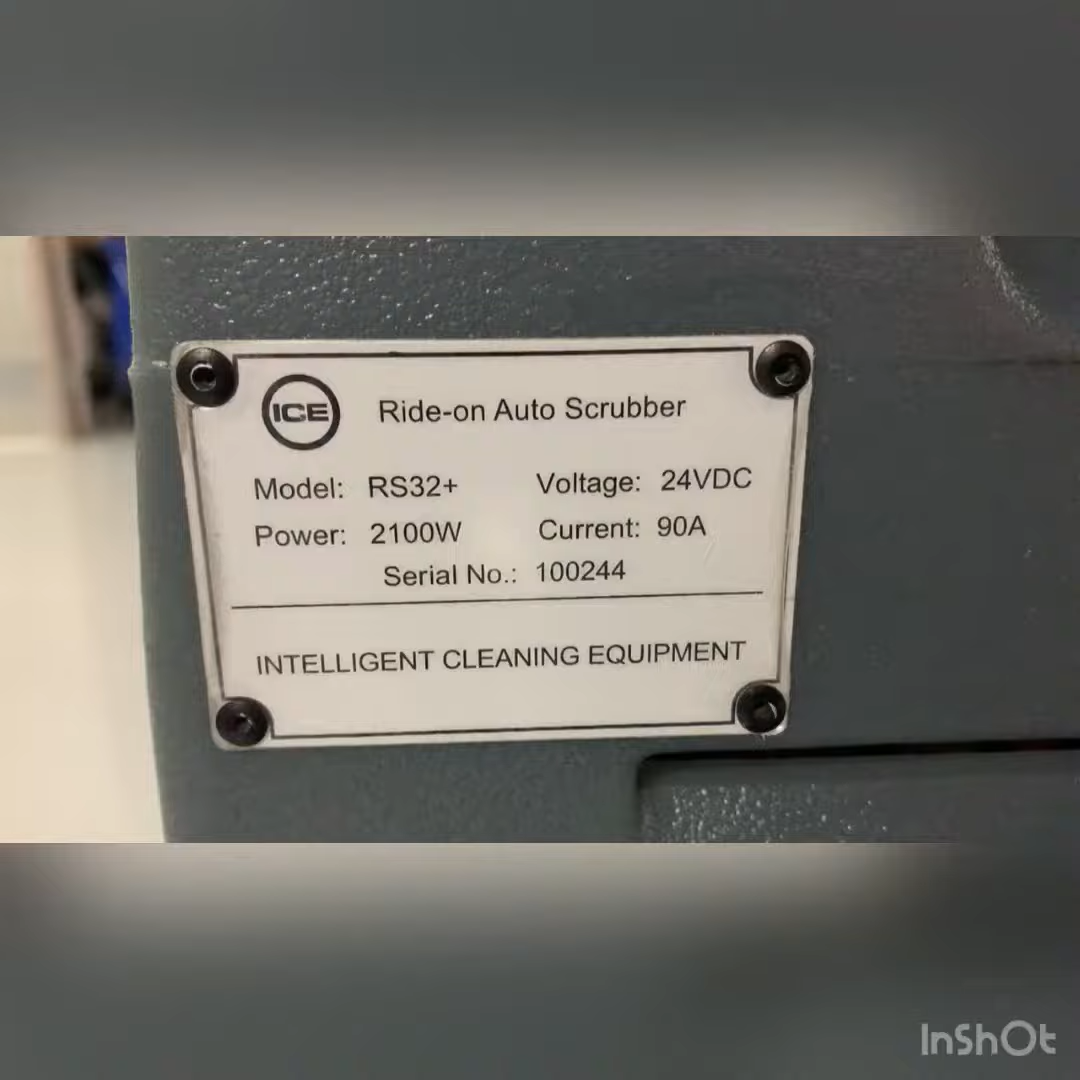 ICE Ride-on Auto Scrubber
Model: RS32+ Voltage: 24VDC
Power: 2100W Current: 90A
Serial No.: 100244
INTELLIGENT CLEANING EQUIPMENT
InShOt